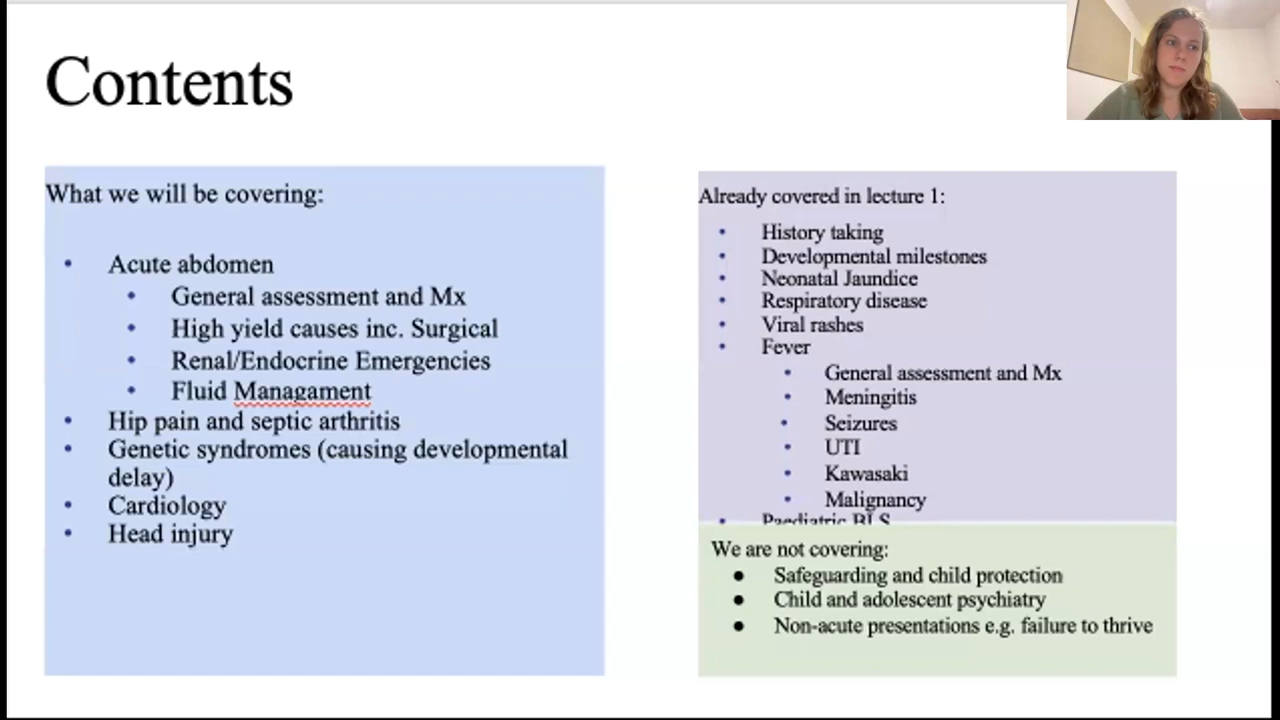 Contents
What we will be covering:
• Acute abdomen
• General assessment and Mx
• High yield causes inc. Surgical
• Renal/Endocrine Emergencies
• Fluid Managament
• Hip pain and septic arthritis
• Genetic syndromes (causing developmental
delay)
• Cardiology
• Head injury
Already covered in lecture 1:
• History taking
• Developmental milestones
• Neonatal Jaundice
• Respiratory disease
• Viral rashes
• Fever
• General assessment and Mx
• Meningitis
• Seizures
• UTI
• Kawasaki
• Malignancy
• Paediatric BLS
We are not covering:
● Safeguarding and child protection
● Child and adolescent psychiatry
● Non-acute presentations e.g. failure to thrive